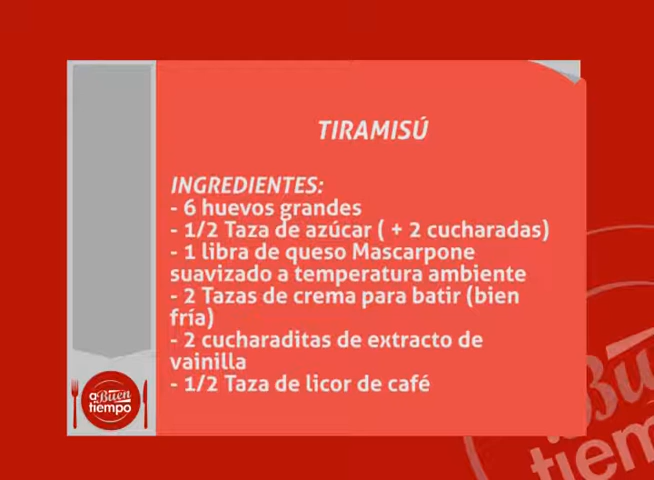 TIRAMISÚ
INGREDIENTES:
- 6 huevos grandes
- 1/2 Taza de azúcar ( + 2 cucharadas)
- 1 libra de queso Mascarpone
suavizado a temperatura ambiente
- 2 Tazas de crema para batir (bien
fría)
- 2 cucharaditas de extracto de
vainilla
- 1/2 Taza de licor de café
a Buen
tiempo